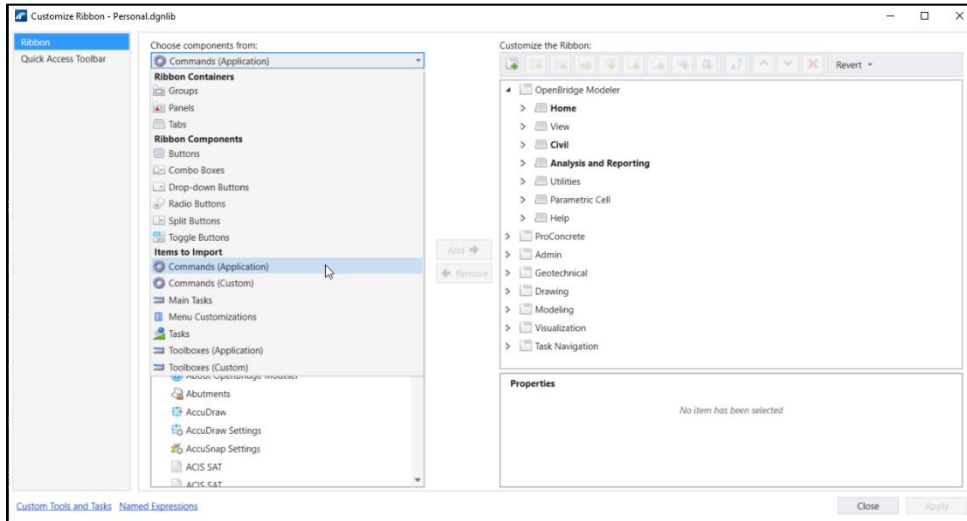 Customize Ribbon - Personal.dgnlib
Ribbon
Quick Access Toolbar
Choose components from:
Commands (Application)
Ribbon Containers
Groups
Panels
Tabs
Ribbon Components
Buttons
Combo Boxes
Drop-down Buttons
Radio Buttons
Split Buttons
Toggle Buttons
Items to Import
Commands (Application)
Commands (Custom)
Main Tasks
Menu Customizations
Tasks
Toolboxes (Application)
Toolboxes (Custom)
About OpenBridge Modeler
Abutments
AccuDraw
AccuDraw Settings
AccuSnap Settings
ACIS SAT
ACIS SAT
Add
Remove
Customize the Ribbon:
Revert
OpenBridge Modeler
Home
View
Civil
Analysis and Reporting
Utilities
Parametric Cell
Help
ProConcrete
Admin
Geotechnical
Drawing
Modeling
Visualization
Task Navigation
Properties
No item has been selected
Custom Tools and Tasks Named Expressions
Close
Apply